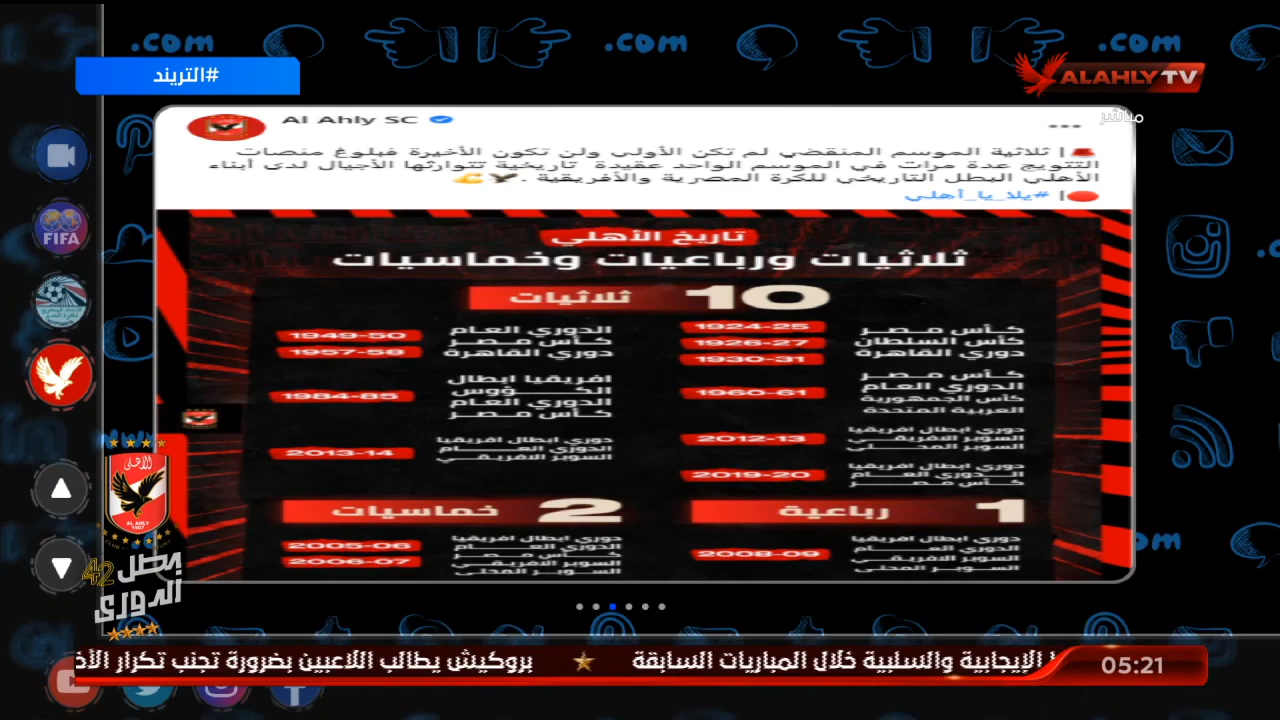 .com
.com
.com
#التريند
ALAHLY TV
مباشر
Al Ahly SC
| ثلاثية الموسم المنقضي لم تكن الأولى ولن تكون الأخيرة فبلوغ منصات
التتويج عدة مرات في الموسم الواحد عقيدة تاريخية تتوارثها الأجيال لدى أبناء
الأهلي البطل التاريخي للكرة المصرية والأفريقية .
| #يلا_يا_أهلي
FIFA
تاريخ الأهلي
ثلاثيات ورباعيات وخماسيات
10 ثلاثيات
1924-25
1926-27
1930-31
كأس مصر
كأس السلطان
دوري القاهرة
1960-61
كأس مصر
الدوري العام
كأس الجمهورية
العربية المتحدة
2012-13
دوري ابطال افريقيا
السوبر الافريقي
السوبر المحلي
2019-20
دوري ابطال افريقيا
الدوري العام
كأس مصر
1949-50
1957-58
الدوري العام
كأس مصر
دوري القاهرة
1984-85
افريقيا ابطال
الكؤوس
الدوري العام
كأس مصر
2013-14
دوري ابطال افريقيا
الدوري العام
السوبر الافريقي
1 رباعية
2008-09
دوري ابطال افريقيا
الدوري العام
السوبر الافريقي
السوبر المحلي
2 خماسيات
2005-06
2006-07
دوري ابطال افريقيا
الدوري العام
كأس مصر
السوبر الافريقي
السوبر المحلي
الأهلي
AL AHLY
1907
بطل
الدوري
42
.com
الإيجابية والسلبية خلال المباريات السابقة ★ بروكيش يطالب اللاعبين بضرورة تجنب تكرار الأخ
05:21